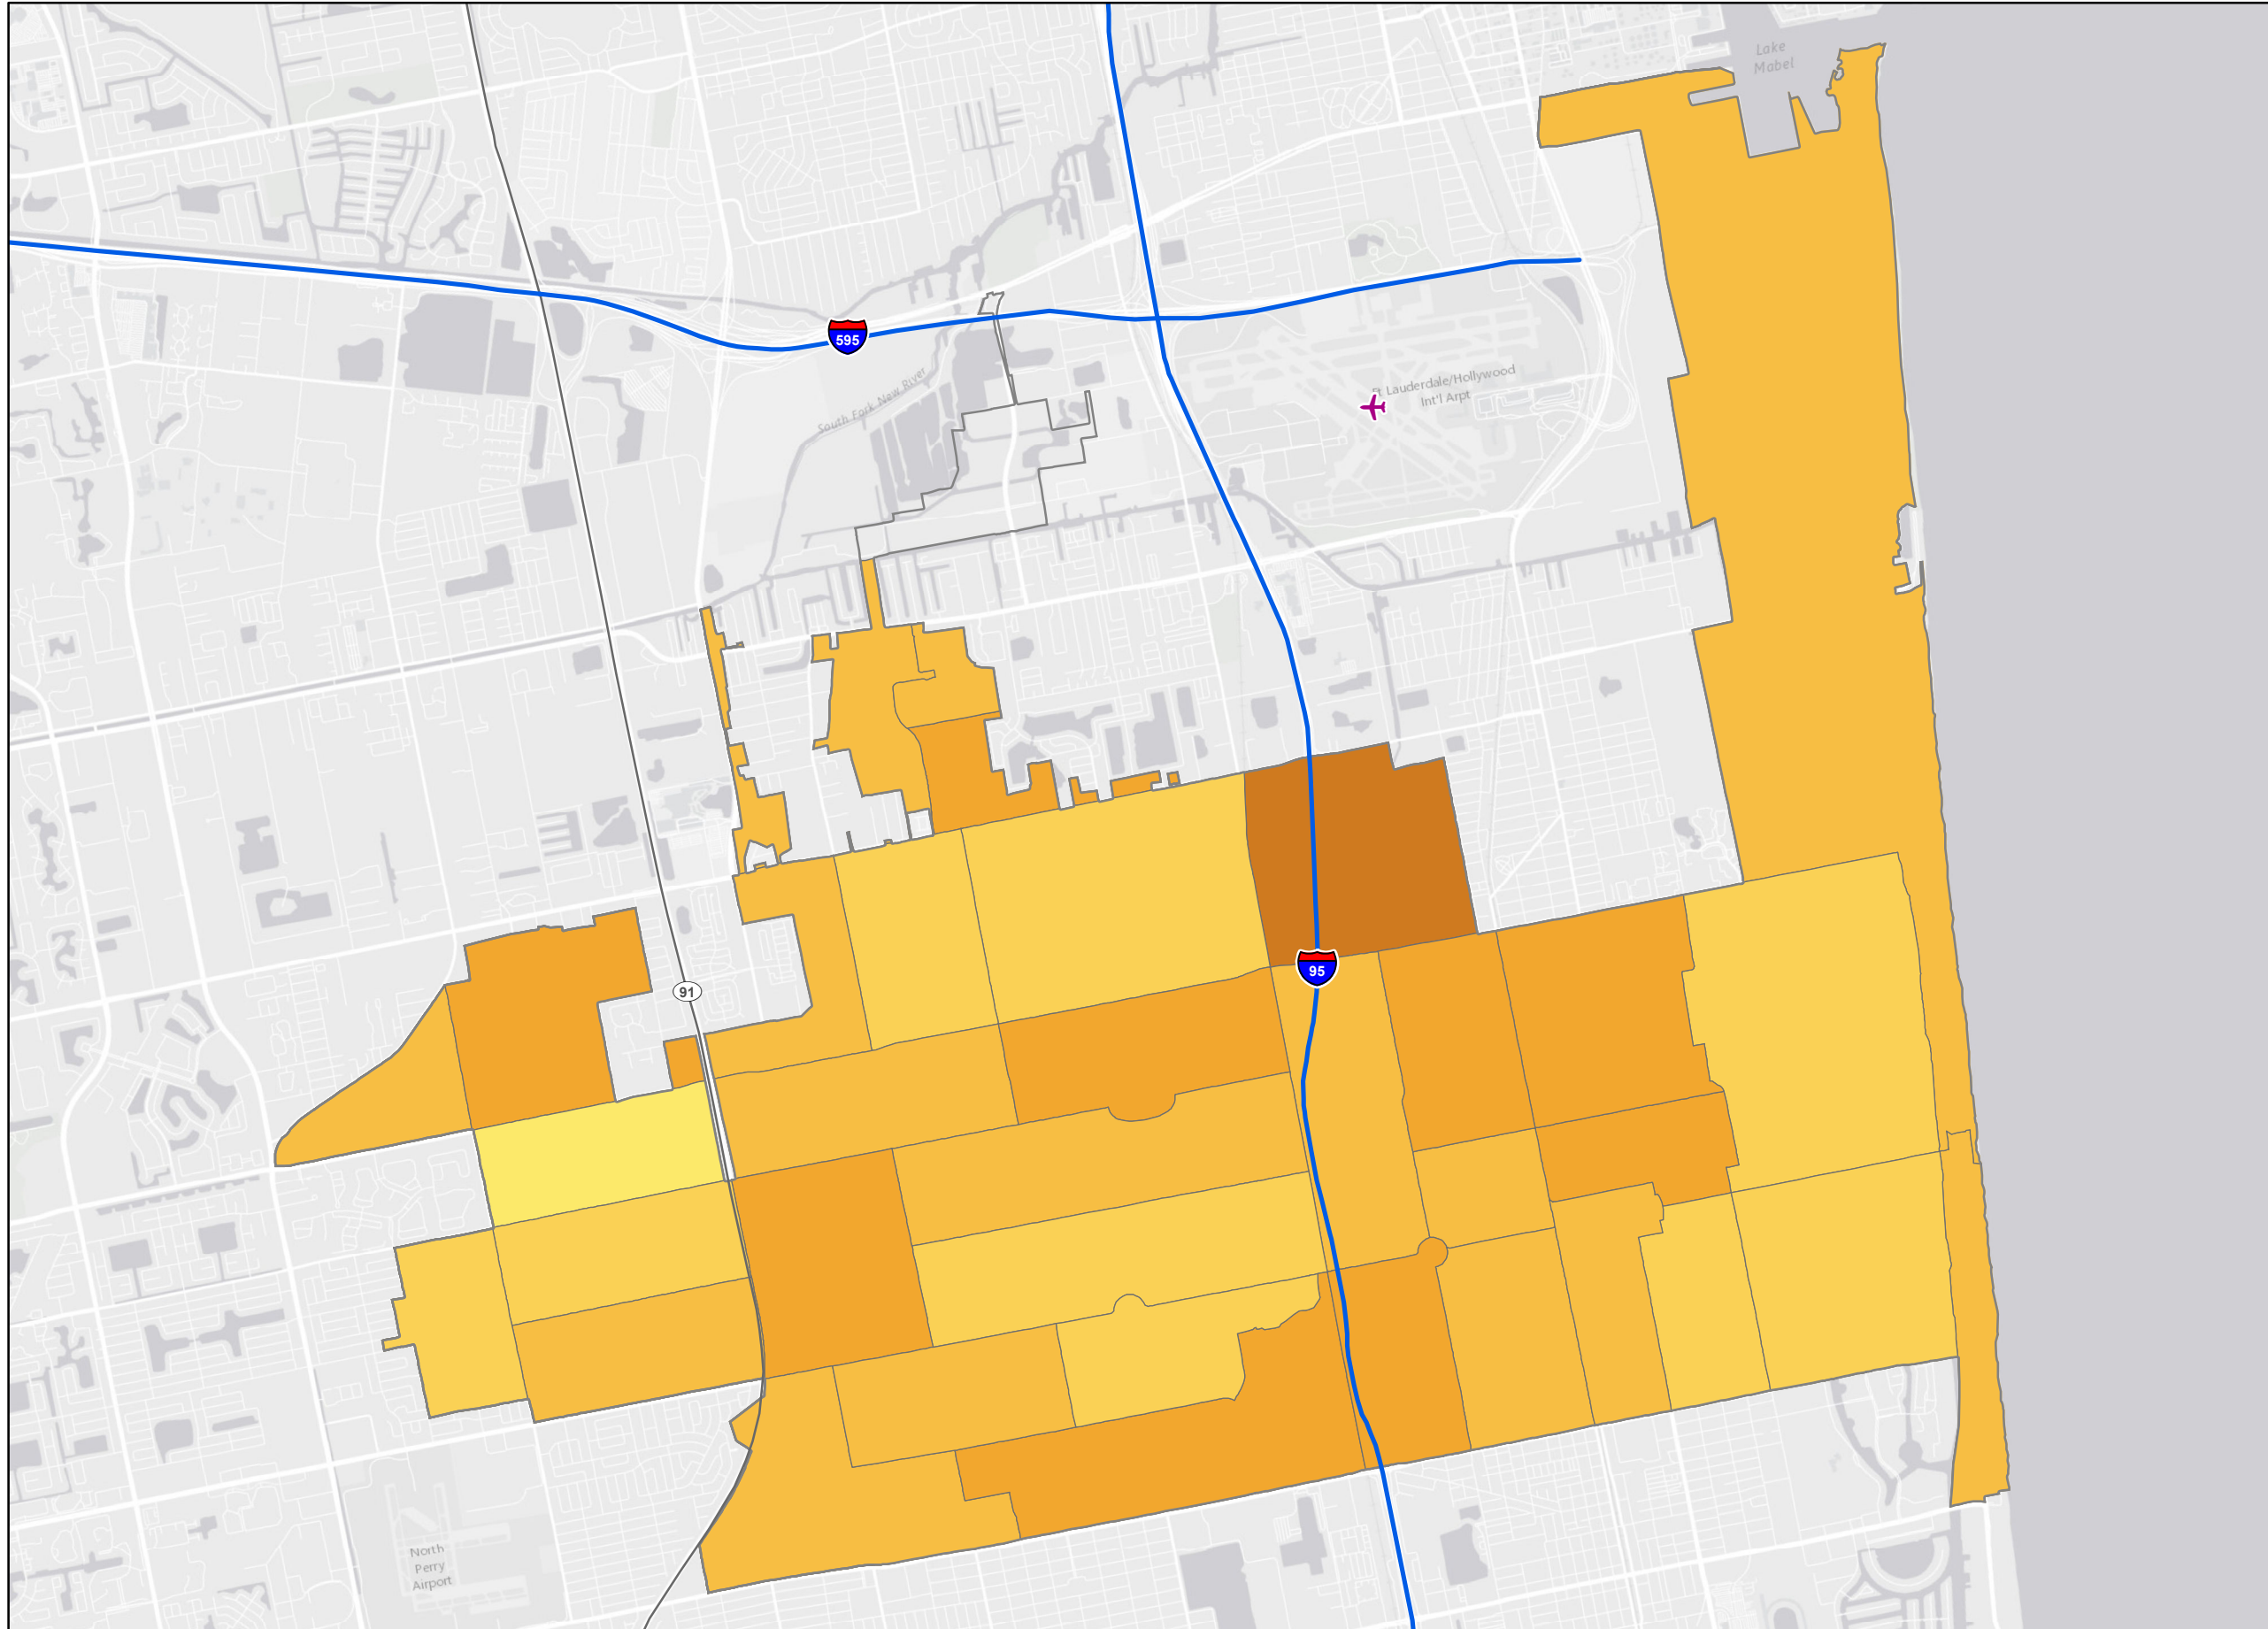 Lake
Mabel
595
Ft Lauderdale/Hollywood
Int'l Arpt
South Fork New River
95
91
North
Perry
Airport